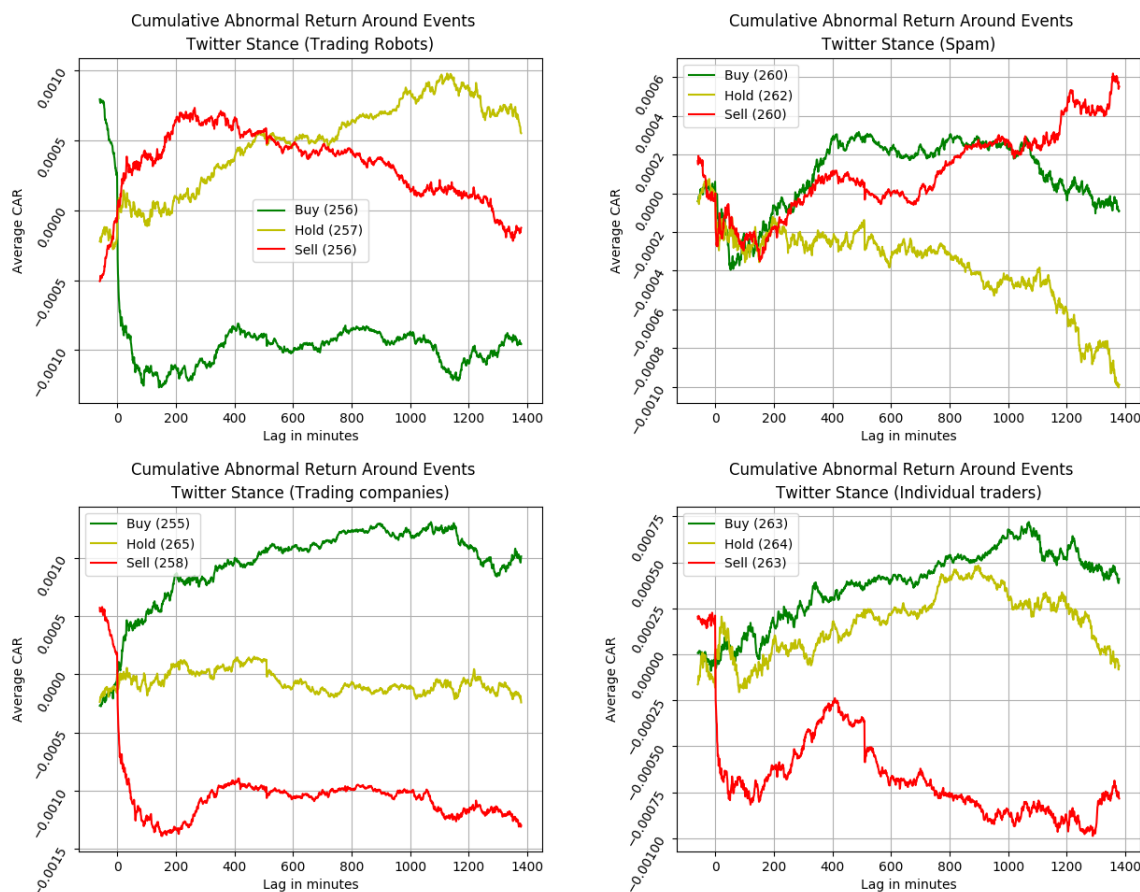 Cumulative Abnormal Return Around Events
Twitter Stance (Trading Robots)
Average CAR
0.0010
0.0005
0.0000
−0.0005
−0.0010
Buy (256)
Hold (257)
Sell (256)
0 200 400 600 800 1000 1200 1400
Lag in minutes
Cumulative Abnormal Return Around Events
Twitter Stance (Spam)
Average CAR
0.0006
0.0004
0.0002
0.0000
−0.0002
−0.0004
−0.0006
−0.0008
−0.0010
Buy (260)
Hold (262)
Sell (260)
0 200 400 600 800 1000 1200 1400
Lag in minutes
Cumulative Abnormal Return Around Events
Twitter Stance (Trading companies)
Average CAR
0.0010
0.0005
0.0000
−0.0005
−0.0010
−0.0015
Buy (255)
Hold (265)
Sell (258)
0 200 400 600 800 1000 1200 1400
Lag in minutes
Cumulative Abnormal Return Around Events
Twitter Stance (Individual traders)
Average CAR
0.00075
0.00050
0.00025
0.00000
−0.00025
−0.00050
−0.00075
−0.00100
Buy (263)
Hold (264)
Sell (263)
0 200 400 600 800 1000 1200 1400
Lag in minutes